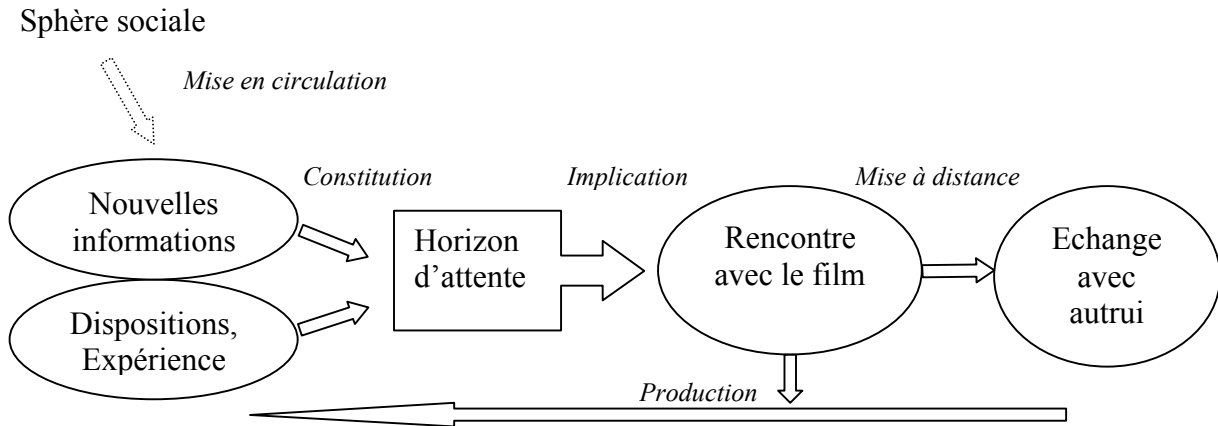 Sphère sociale
Mise en circulation
Constitution
Implication
Mise à distance
Nouvelles
informations
Horizon
d’attente
Rencontre
avec le film
Echange
avec
autrui
Dispositions,
Expérience
Production